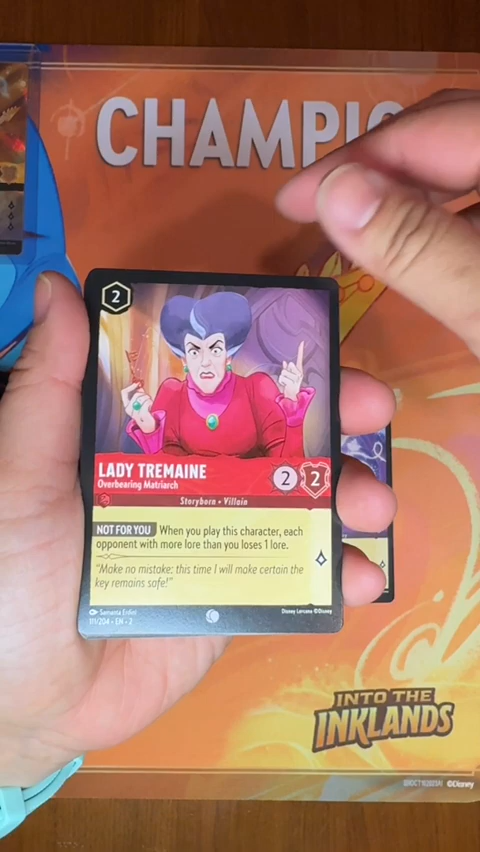 CHAMPIO
2
LADY TREMAINE
Overbearing Matriarch
2
2
Storyborn • Villain
NOT FOR YOU When you play this character, each
opponent with more lore than you loses 1 lore.
"Make no mistake: this time I will make certain the
key remains safe!"
Disney Lorcana ©Disney
111/204 • EN • 2
INTO THE
INKLANDS
©Disney